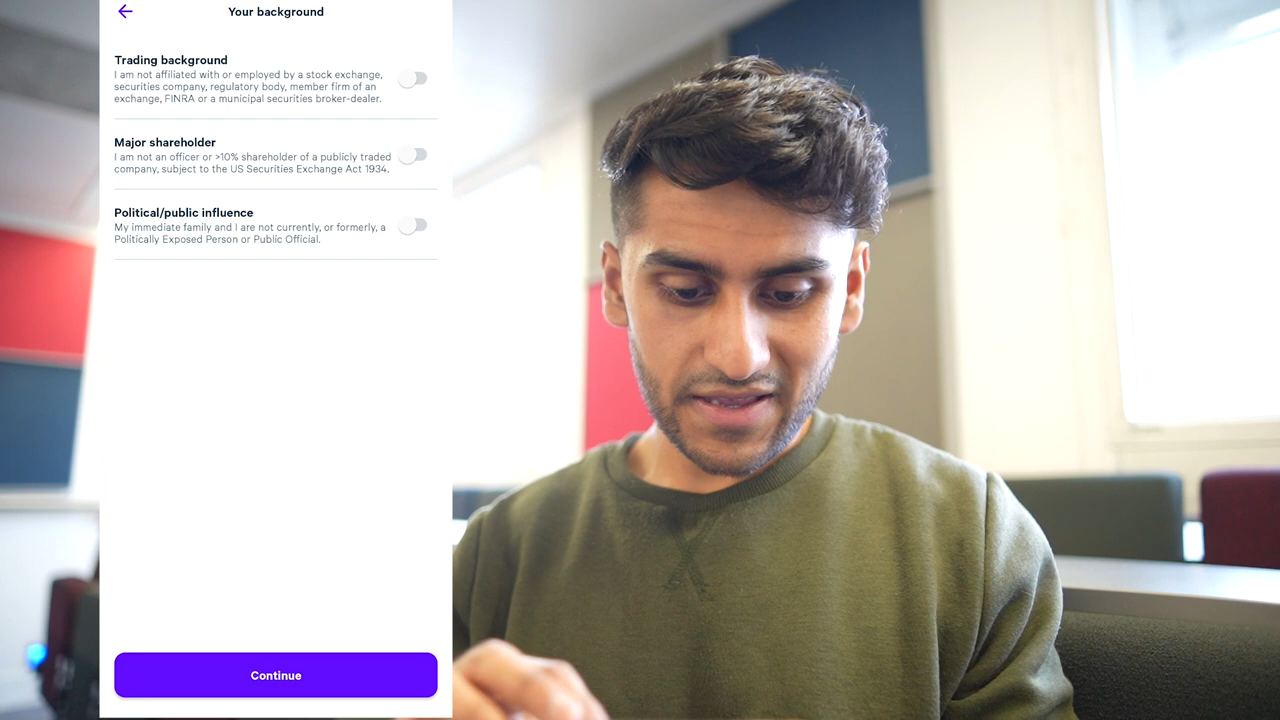 Your background
Trading background
I am not affiliated with or employed by a stock exchange,
securities company, regulatory body, member firm of an
exchange, FINRA or a municipal securities broker-dealer.
Major shareholder
I am not an officer or >10% shareholder of a publicly traded
company, subject to the US Securities Exchange Act 1934.
Political/public influence
My immediate family and I are not currently, or formerly, a
Politically Exposed Person or Public Official.
Continue